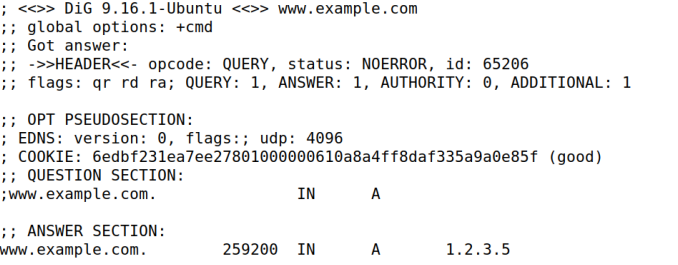 ; <<>> DiG 9.16.1-Ubuntu <<>> www.example.com
;; global options: +cmd
;; Got answer:
;; ->>HEADER<<- opcode: QUERY, status: NOERROR, id: 65206
;; flags: qr rd ra; QUERY: 1, ANSWER: 1, AUTHORITY: 0, ADDITIONAL: 1

;; OPT PSEUDOSECTION:
; EDNS: version: 0, flags:; udp: 4096
; COOKIE: 6edbf231ea7ee27801000000610a8a4ff8daf335a9a0e85f (good)
;; QUESTION SECTION:
;www.example.com. IN A

;; ANSWER SECTION:
www.example.com. 259200 IN A 1.2.3.5